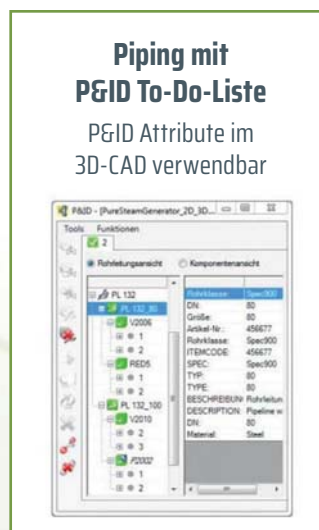 Piping mit
P&ID To-Do-Liste
P&ID Attribute im
3D-CAD verwendbar
P&ID - [PureSteamGenerator_2D_3D...
Tools Funktionen
2
Rohrleitungsansicht Komponentenansicht
PL 132
PL 132_80
V2006
1
2
RED5
1
2
PL 132_100
V2010
2
3
P2002
1
2
Rohrklasse: Spec900
DN: 80
Größe: 80
Artikel-Nr.: 456677
Rohrklasse: Spec900
ITEMCODE: 456677
SPEC: Spec900
TYP: 80
TYPE: 80
BESCHREIBUN Rohrleitun
DESCRIPTION: Pipeline w
DN: 80
Material: Steel